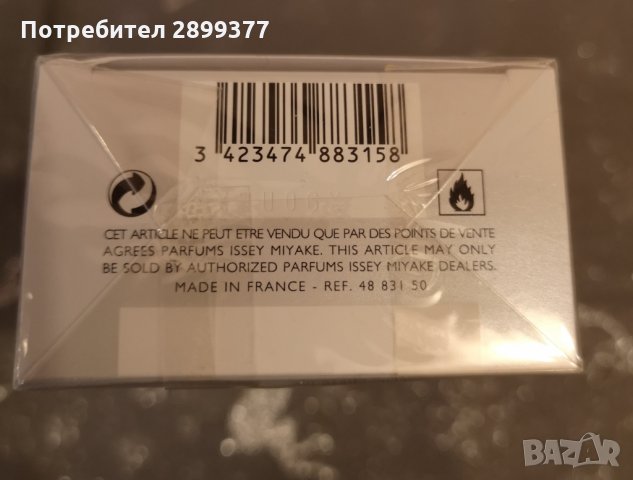 Потребител 2899377
3 423474 883158
CET ARTICLE NE PEUT ETRE VENDU QUE PAR DES POINTS DE VENTE
AGREES PARFUMS ISSEY MIYAKE. THIS ARTICLE MAY ONLY
BE SOLD BY AUTHORIZED PARFUMS ISSEY MIYAKE DEALERS.
MADE IN FRANCE - REF. 48 831 50
BAZAR